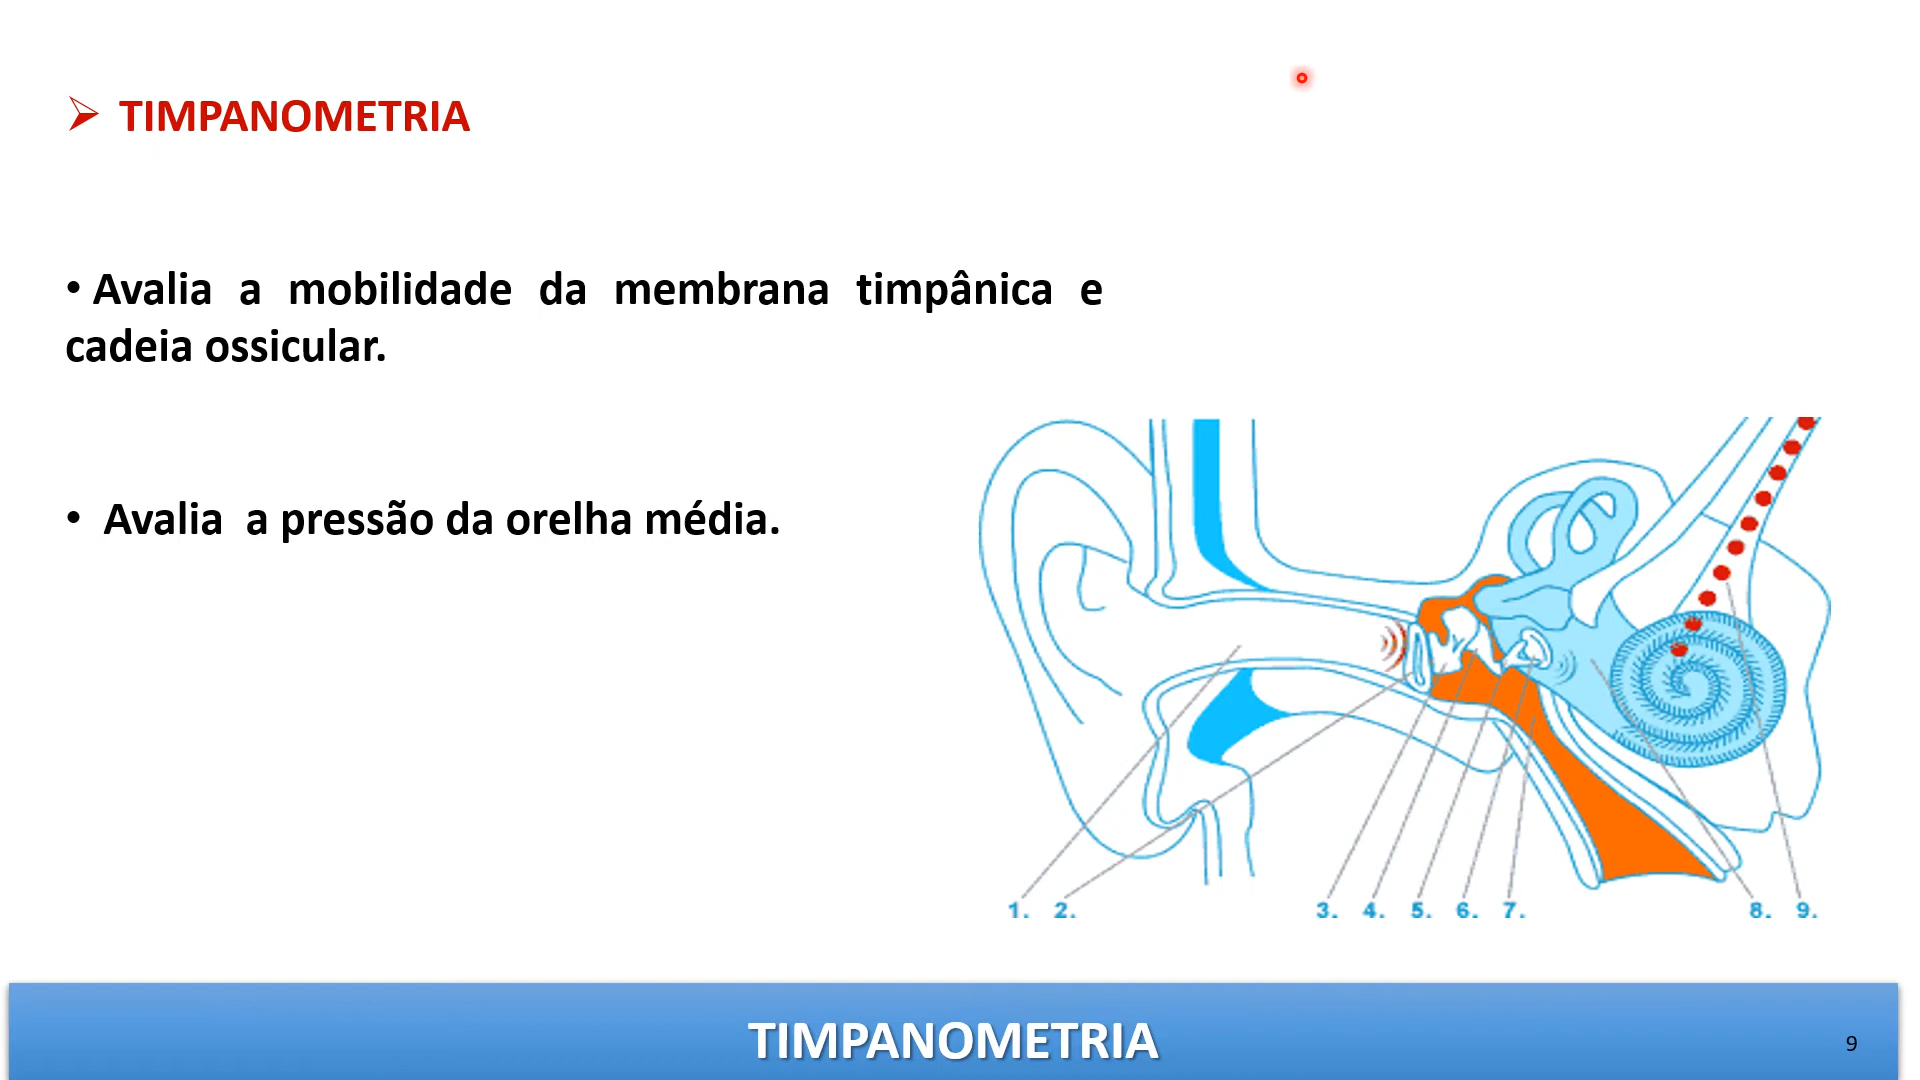 ➢ TIMPANOMETRIA
• Avalia a mobilidade da membrana timpânica e
cadeia ossicular.
• Avalia a pressão da orelha média.
1. 2. 3. 4. 5. 6. 7. 8. 9.
TIMPANOMETRIA
9